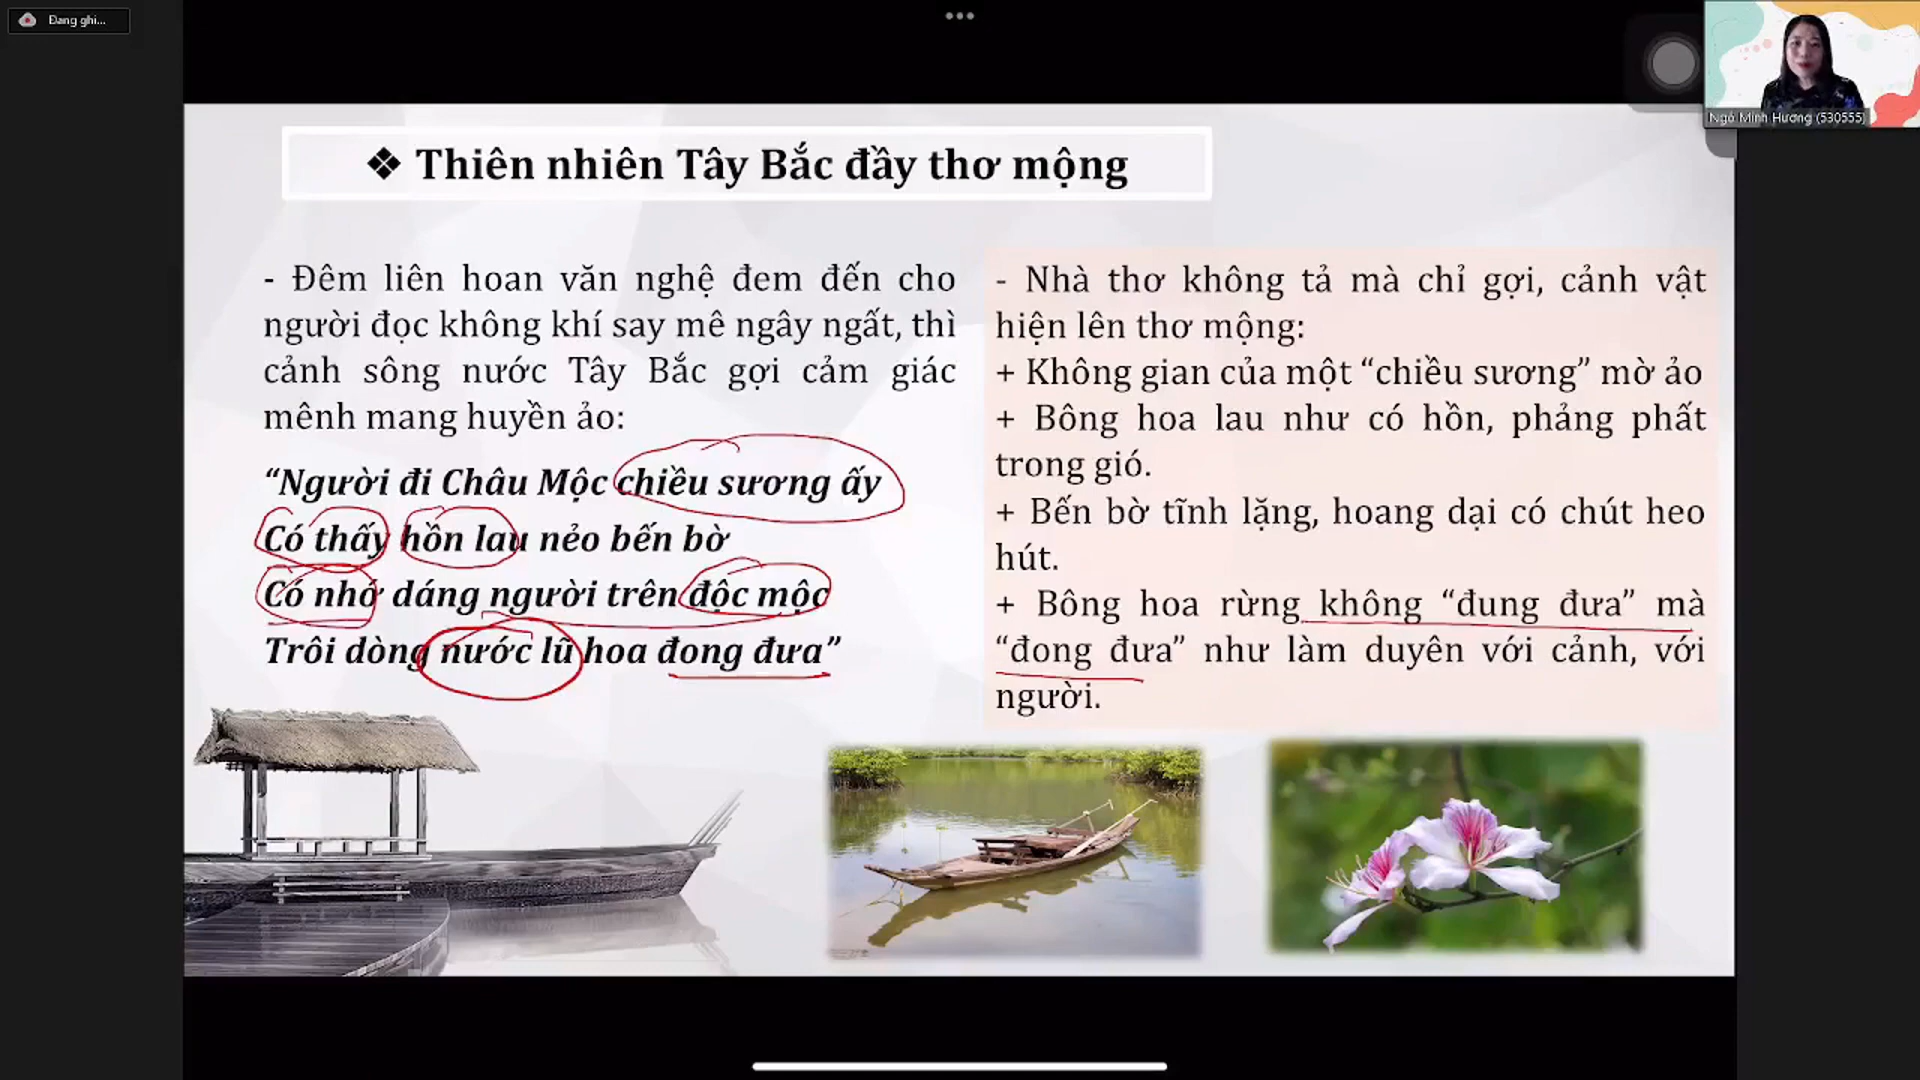 Đang ghi...
Ngô Minh Hương (530555)
❖ Thiên nhiên Tây Bắc đầy thơ mộng
- Đêm liên hoan văn nghệ đem đến cho
người đọc không khí say mê ngây ngất, thì
cảnh sông nước Tây Bắc gợi cảm giác
mênh mang huyền ảo:
“Người đi Châu Mộc chiều sương ấy
Có thấy hồn lau nẻo bến bờ
Có nhớ dáng người trên độc mộc
Trôi dòng nước lũ hoa đong đưa”
- Nhà thơ không tả mà chỉ gợi, cảnh vật
hiện lên thơ mộng:
+ Không gian của một “chiều sương” mờ ảo
+ Bông hoa lau như có hồn, phảng phất
trong gió.
+ Bến bờ tĩnh lặng, hoang dại có chút heo
hút.
+ Bông hoa rừng không “đung đưa” mà
“đong đưa” như làm duyên với cảnh, với
người.